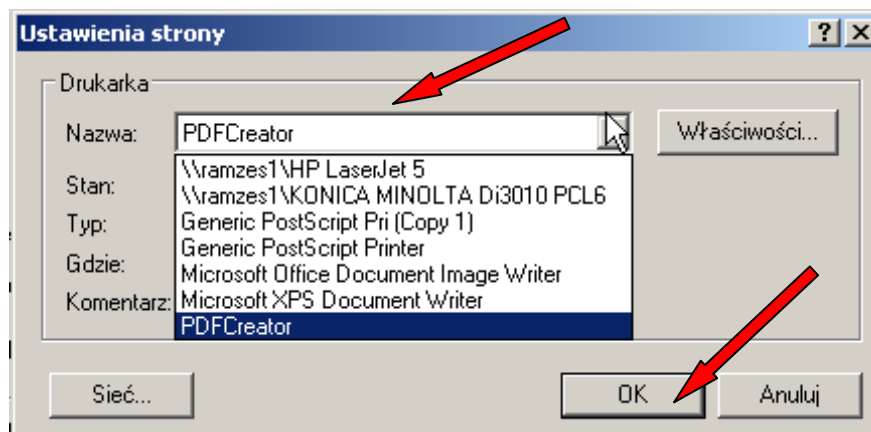 Ustawienia strony
Drukarka
Nazwa: PDFCreator Właściwości...
\\ramzes1\HP LaserJet 5
Stan: \\ramzes1\KONICA MINOLTA Di3010 PCL6
Typ: Generic PostScript Pri (Copy 1)
Generic PostScript Printer
Gdzie: Microsoft Office Document Image Writer
Komentarz: Microsoft XPS Document Writer
PDFCreator
Sieć... OK Anuluj